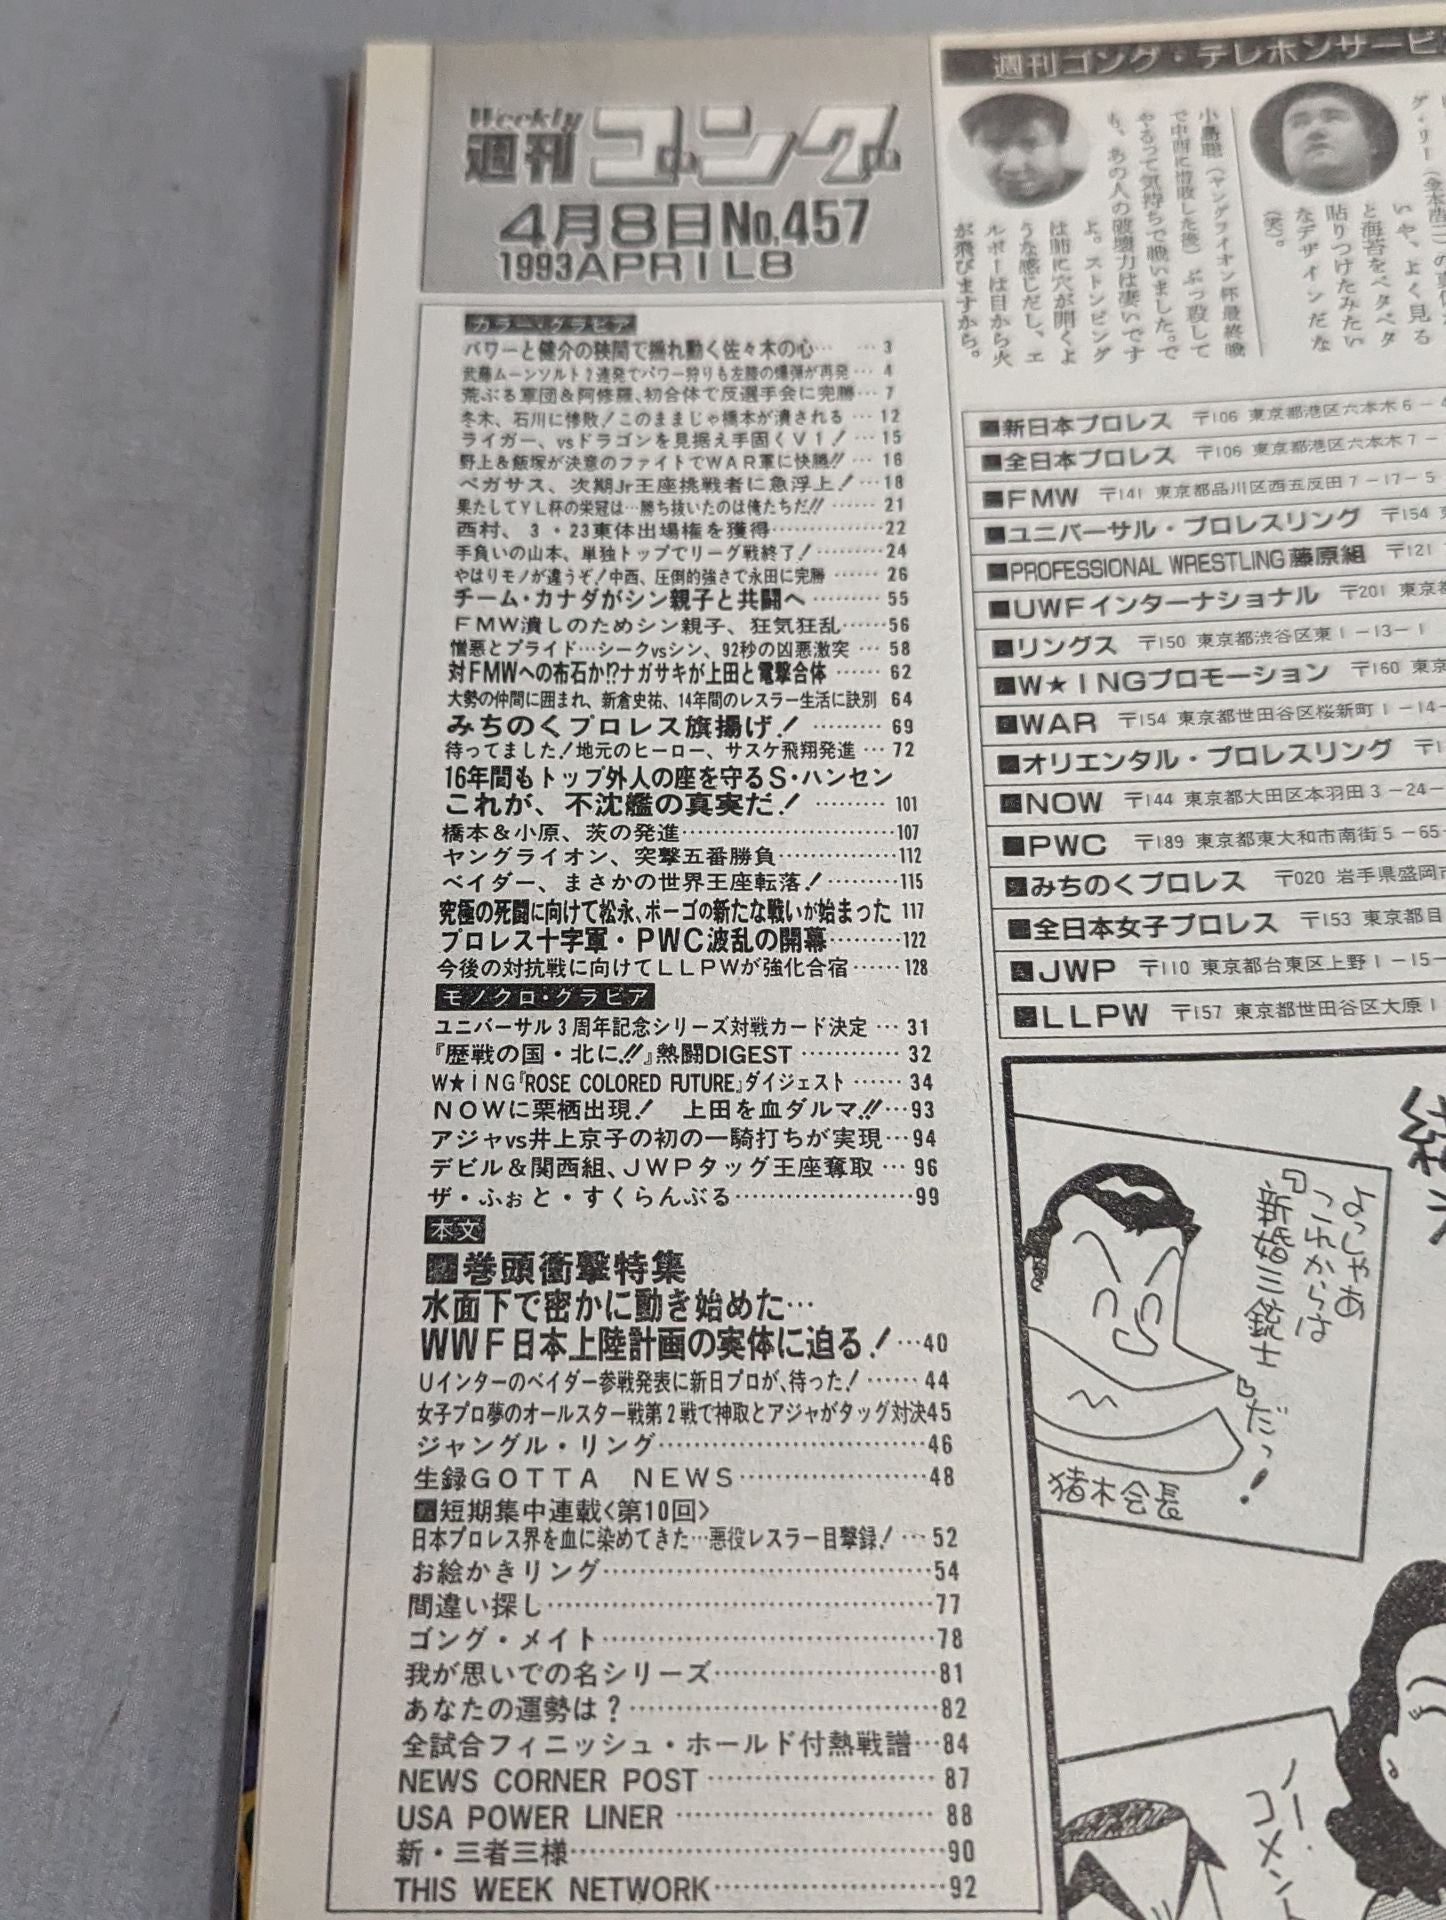 Weekly
週刊ゴング
4月8日No.457
1993APRIL8
カラー・グラビア
パワーと健介の狭間で揺れ動く佐々木の心… …3
武藤ムーンソルト2連発でパワー狩りも左膝の爆弾が再発…4
荒ぶる軍団&阿修羅、初合体で反選手会に完勝…7
冬木、石川に惨敗!このままじゃ橋本が潰される…12
ライガー、vsドラゴンを見据え手固くV1!…15
野上&飯塚が決意のファイトでWAR軍に快勝!!…16
ペガサス、次期Jr王座挑戦者に急浮上!…18
果たしてYL杯の栄冠は…勝ち抜いたのは俺たちだ!!……21
西村、3・23東体出場権を獲得……………22
手負いの山本、単独トップでリーグ戦終了!………24
やはりモノが違うぞ!中西、圧倒的強さで永田に完勝……26
チーム・カナダがシン親子と共闘へ………55
FMW潰しのためシン親子、狂気狂乱……56
憎悪とプライド…シークvsシン、92秒の凶悪激突…58
対FMWへの布石か!?ナガサキが上田と電撃合体……62
大勢の仲間に囲まれ、新倉史祐、14年間のレスラー生活に訣別 64
みちのくプロレス旗揚げ!………69
待ってました!地元のヒーロー、サスケ飛翔発進…72
16年間もトップ外人の座を守るS・ハンセン
これが、不沈艦の真実だ!………101
橋本&小原、茨の発進……………………107
ヤングライオン、突撃五番勝負……………112
ベイダー、まさかの世界王座転落!………115
究極の死闘に向けて松永、ポーゴの新たな戦いが始まった 117
プロレス十字軍・PWC波乱の開幕………122
今後の対抗戦に向けてLLPWが強化合宿……128
モノクロ・グラビア
ユニバーサル3周年記念シリーズ対戦カード決定…31
『歴戦の国・北に!!』熱闘DIGEST…………32
W★ING『ROSE COLORED FUTURE』ダイジェスト……34
NOWに栗栖出現! 上田を血ダルマ!!…93
アジャvs井上京子の初の一騎打ちが実現…94
デビル&関西組、JWPタッグ王座奪取…96
ザ・ふぉと・すくらんぶる…………………99
本文
巻頭衝撃特集
水面下で密かに動き始めた…
WWF日本上陸計画の実体に迫る!…40
Uインターのベイダー参戦発表に新日プロが、待った!……44
女子プロ夢のオールスター戦第2戦で神取とアジャがタッグ対決45
ジャングル・リング…………………………46
生録GOTTA NEWS…………………48
短期集中連載〈第10回〉
日本プロレス界を血に染めてきた…悪役レスラー目撃録!…52
お絵かきリング………………………………54
間違い探し……………………………………77
ゴング・メイト………………………………78
我が思いでの名シリーズ……………………81
あなたの運勢は?……………………………82
全試合フィニッシュ・ホールド付熱戦譜…84
NEWS CORNER POST……………………87
USA POWER LINER………………………88
新・三者三様…………………………………90
THIS WEEK NETWORK……………………92
週刊ゴング・テレホンサービ
いや、よく見る
と海苔をペタペタ
貼りつけたみたい
なデザインだな
(笑)。
小島聡(ヤングライオン杯最終戦
で中西に惜敗した後)ぶっ殺して
やるって気持ちで戦いました。で
も、あの人の破壊力は凄いです
よ。ストンピング
は前に穴が開くよ
うな感じだし、エ
ルボーは目から火
が飛びますから。
■新日本プロレス 〒106 東京都港区六本木6-4
■全日本プロレス 〒106 東京都港区六本木7-
■FMW 〒141 東京都品川区西五反田7-17-5
■ユニバーサル・プロレスリング 〒154
■PROFESSIONAL WRESTLING藤原組 〒121
■UWFインターナショナル 〒201 東京都
■リングス 〒150 東京都渋谷区東1-13-1
■W★INGプロモーション 〒160 東京
■WAR 〒154 東京都世田谷区桜新町1-14-
■オリエンタル・プロレスリング 〒1
■NOW 〒144 東京都大田区本羽田3-24-
■PWC 〒189 東京都東大和市南街5-65-
■みちのくプロレス 〒020 岩手県盛岡市
■全日本女子プロレス 〒153 東京都目
■JWP 〒110 東京都台東区上野1-15-
■LLPW 〒157 東京都世田谷区大原1
よっしゃあ
これからは
『新婚三銃士』だっ!
猪木会長
ノー・コメント